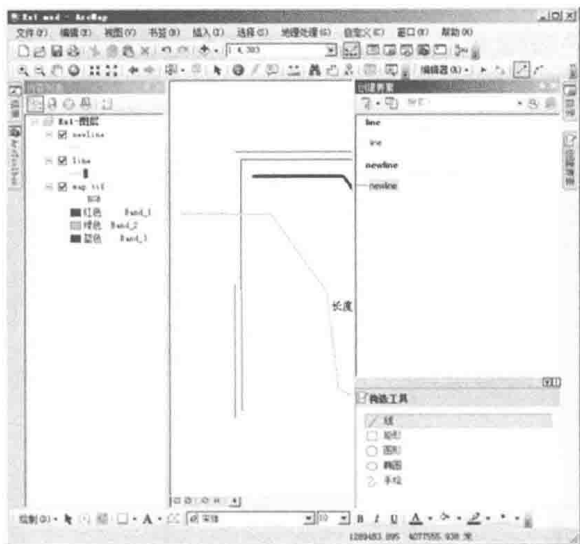 Ex1.mxd - ArcMap
文件(F) 编辑(E) 视图(V) 书签(B) 插入(I) 选择(S) 地理处理(G) 自定义(C) 窗口(W) 帮助(H)
1:4,303
编辑器(R)
创建要素
line
line
newline
newline
Ex1-图层
newline
line
map.tif
RGB
红色 Band_1
绿色 Band_2
蓝色 Band_3
长度
构造工具
线
矩形
圆形
椭圆
手绘
绘制(D)
宋体
10
B I U A
1289483.895 4077555.938 米